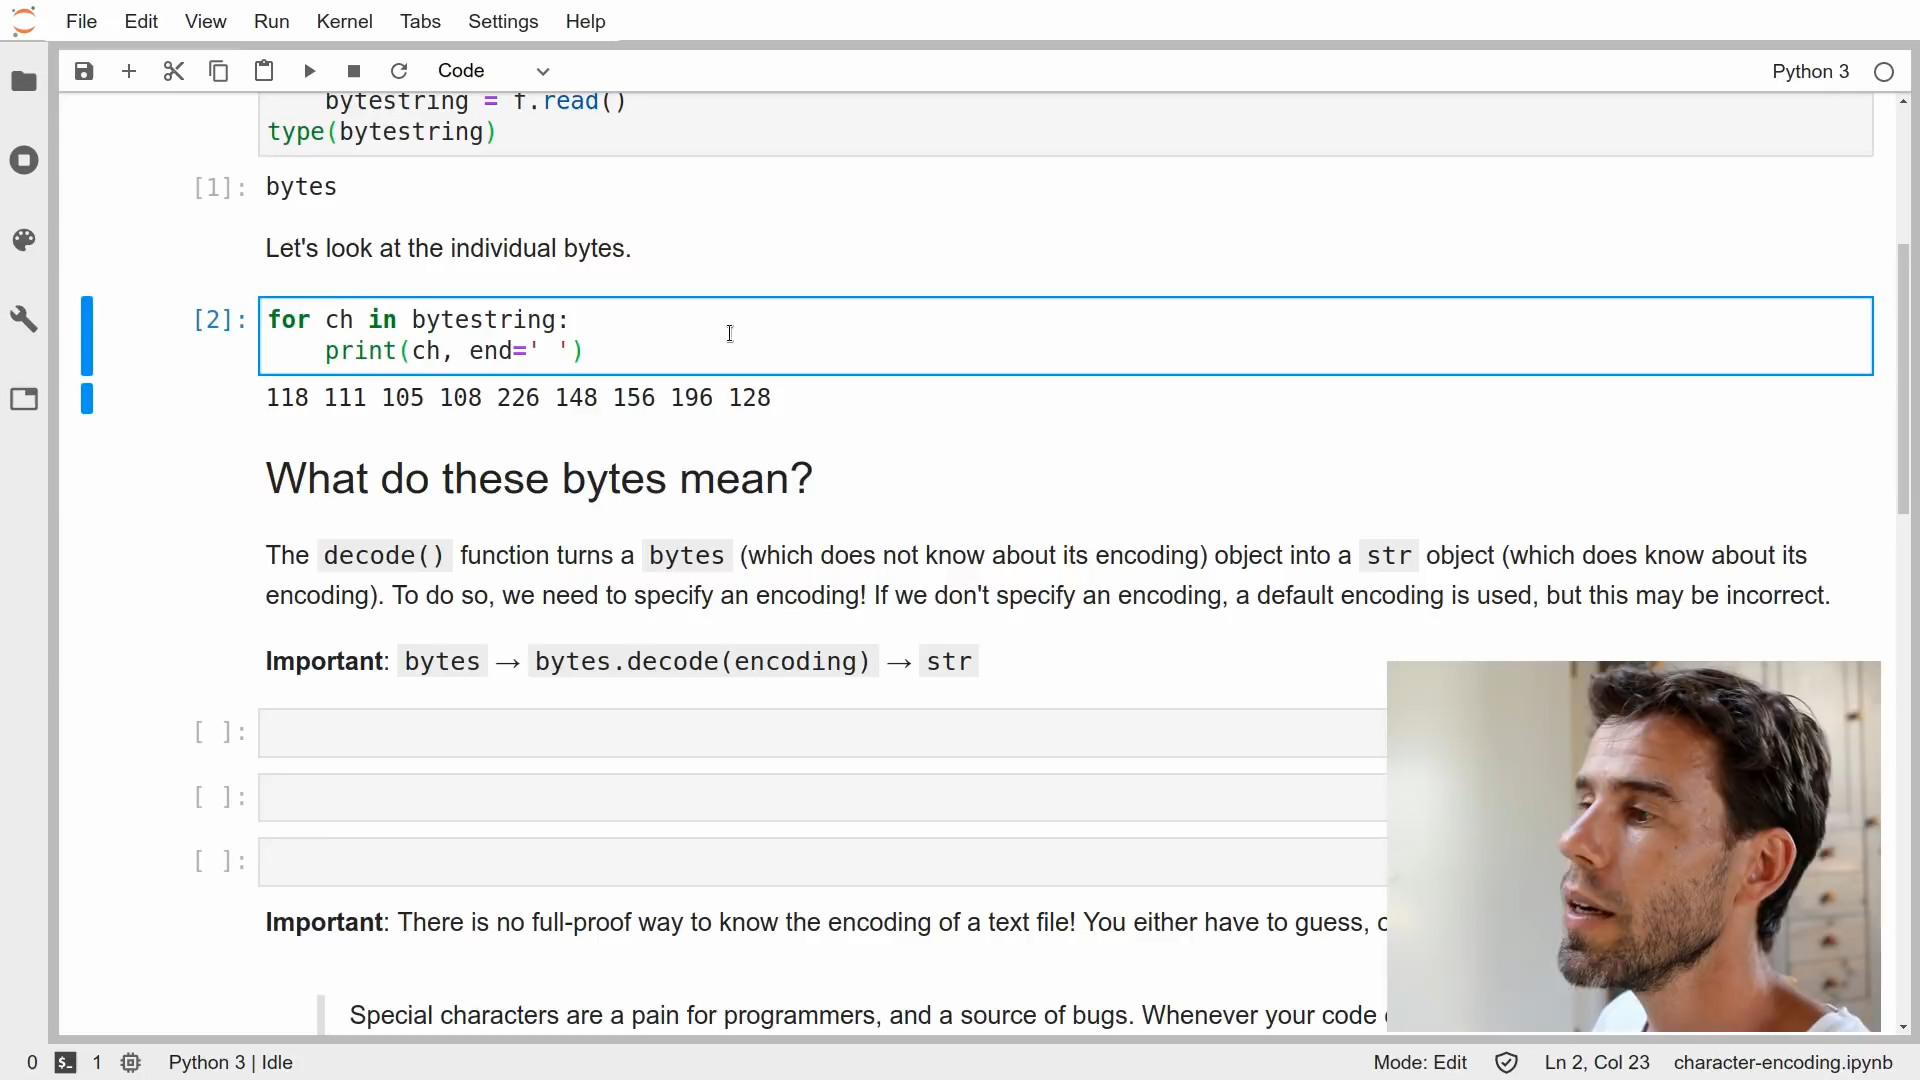 File Edit View Run Kernel Tabs Settings Help
Code
Python 3
bytestring = f.read()
type(bytestring)
[1]: bytes
Let's look at the individual bytes.
[2]: for ch in bytestring:
print(ch, end=' ')
118 111 105 108 226 148 156 196 128
What do these bytes mean?
The decode() function turns a bytes (which does not know about its encoding) object into a str object (which does know about its
encoding). To do so, we need to specify an encoding! If we don't specify an encoding, a default encoding is used, but this may be incorrect.
Important: bytes → bytes.decode(encoding) → str
[ ]:
[ ]:
[ ]:
Important: There is no full-proof way to know the encoding of a text file! You either have to guess,
Special characters are a pain for programmers, and a source of bugs. Whenever your code
0 $_ 1 Python 3 | Idle Mode: Edit Ln 2, Col 23 character-encoding.ipynb